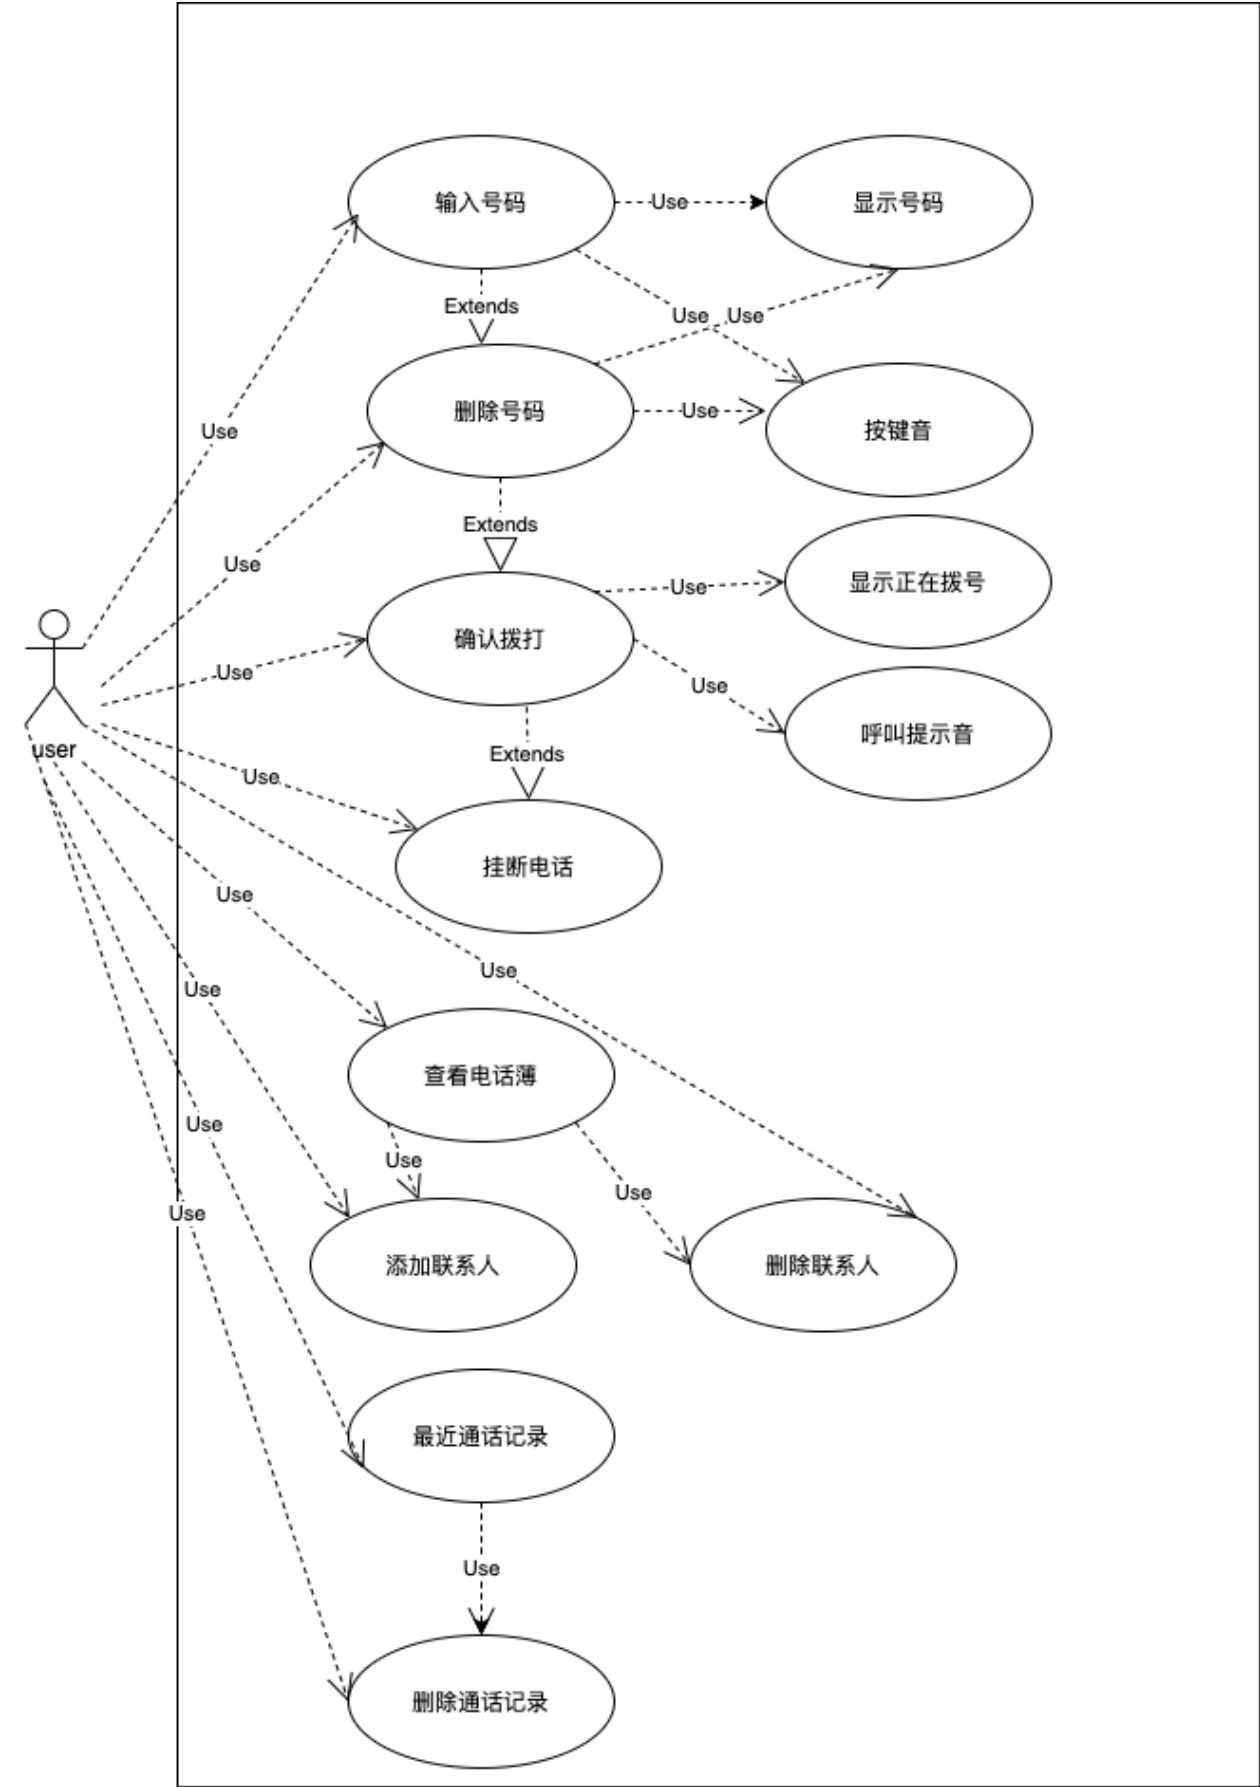 输入号码
Use
显示号码
Extends
Use
Use
删除号码
Use
按键音
Use
Extends
Use
确认拨打
Use
显示正在拨号
Use
Use
呼叫提示音
user
Extends
Use
挂断电话
Use
Use
Use
查看电话薄
Use
Use
Use
Use
添加联系人
删除联系人
最近通话记录
Use
删除通话记录